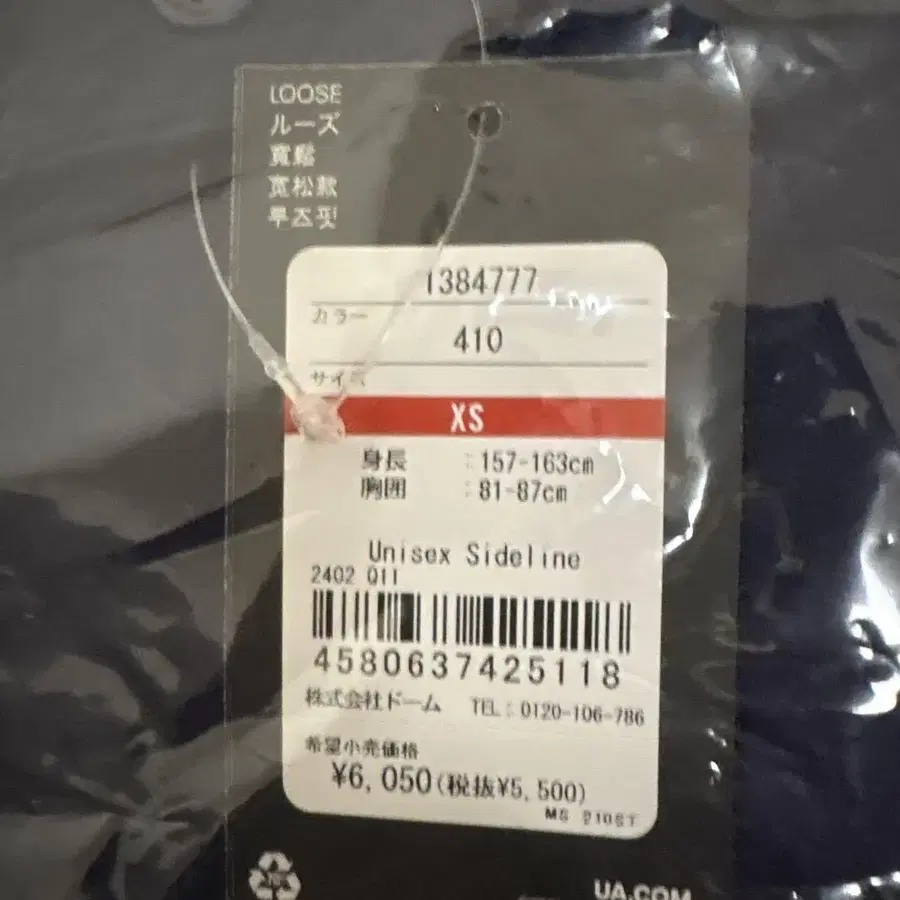 LOOSE
ルーズ
寬鬆
宽松款
루즈핏
1384777
カラー
410
サイズ
XS
身長 : 157-163cm
胸囲 : 81-87cm
Unisex Sideline
2402 011
4580637425118
株式会社ドーム TEL:0120-106-786
希望小売価格
¥6,050(税抜¥5,500)
UA.COM